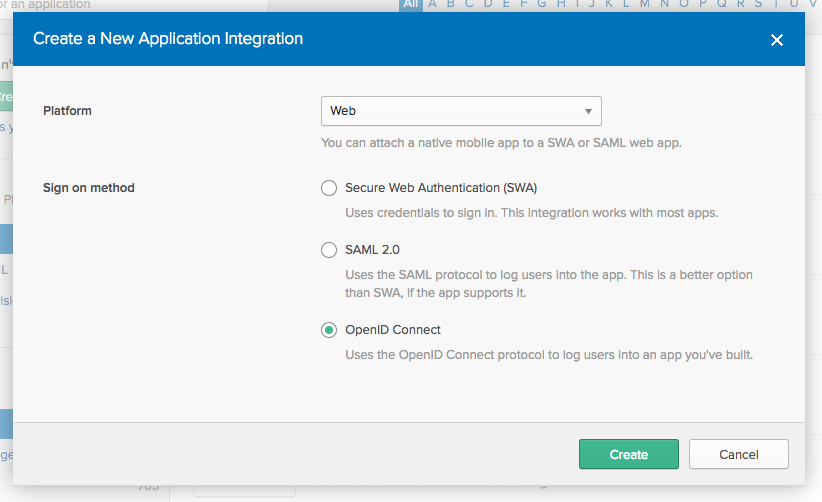 an application
All A B C D E F G H I J K L M N O P Q R S T U V
Create a New Application Integration
Platform
Web
You can attach a native mobile app to a SWA or SAML web app.
Sign on method
Secure Web Authentication (SWA)
Uses credentials to sign in. This integration works with most apps.
SAML 2.0
Uses the SAML protocol to log users into the app. This is a better option
than SWA, if the app supports it.
OpenID Connect
Uses the OpenID Connect protocol to log users into an app you've built.
Create
Cancel